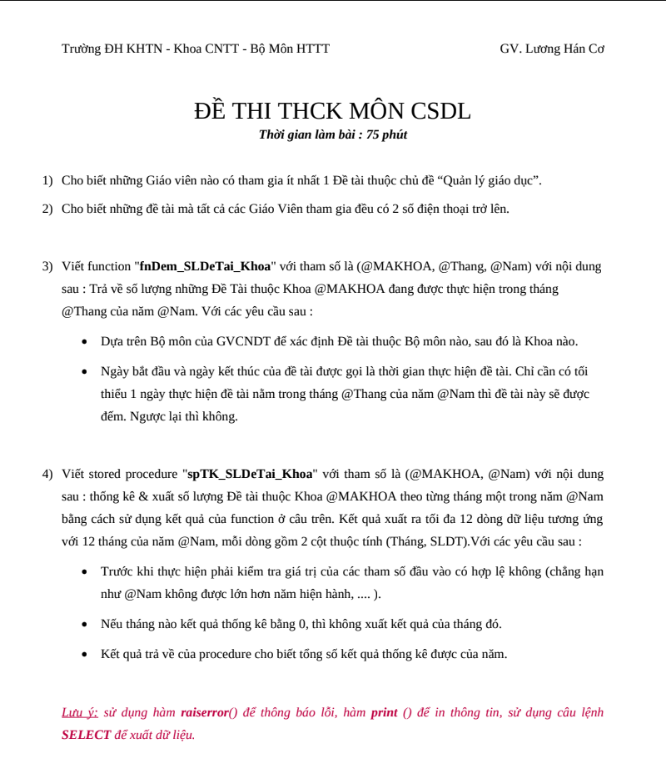 Trường ĐH KHTN - Khoa CNTT - Bộ Môn HTTT GV. Lương Hán Cơ
ĐỀ THI THCK MÔN CSDL
Thời gian làm bài : 75 phút
1) Cho biết những Giáo viên nào có tham gia ít nhất 1 Đề tài thuộc chủ đề “Quản lý giáo dục”.
2) Cho biết những đề tài mà tất cả các Giáo Viên tham gia đều có 2 số điện thoại trở lên.
3) Viết function "fnDem_SLDeTai_Khoa" với tham số là (@MAKHOA, @Thang, @Nam) với nội dung
sau : Trả về số lượng những Đề Tài thuộc Khoa @MAKHOA đang được thực hiện trong tháng
@Thang của năm @Nam. Với các yêu cầu sau :
• Dựa trên Bộ môn của GVCNDT để xác định Đề tài thuộc Bộ môn nào, sau đó là Khoa nào.
• Ngày bắt đầu và ngày kết thúc của đề tài được gọi là thời gian thực hiện đề tài. Chỉ cần có tối
thiểu 1 ngày thực hiện đề tài nằm trong tháng @Thang của năm @Nam thì đề tài này sẽ được
đếm. Ngược lại thì không.
4) Viết stored procedure "spTK_SLDeTai_Khoa" với tham số là (@MAKHOA, @Nam) với nội dung
sau : thống kê & xuất số lượng Đề tài thuộc Khoa @MAKHOA theo từng tháng một trong năm @Nam
bằng cách sử dụng kết quả của function ở câu trên. Kết quả xuất ra tối đa 12 dòng dữ liệu tương ứng
với 12 tháng của năm @Nam, mỗi dòng gồm 2 cột thuộc tính (Tháng, SLDT).Với các yêu cầu sau :
• Trước khi thực hiện phải kiểm tra giá trị của các tham số đầu vào có hợp lệ không (chẳng hạn
như @Nam không được lớn hơn năm hiện hành, .... ).
• Nếu tháng nào kết quả thống kê bằng 0, thì không xuất kết quả của tháng đó.
• Kết quả trả về của procedure cho biết tổng số kết quả thống kê được của năm.
Lưu ý: sử dụng hàm raiserror() để thông báo lỗi, hàm print () để in thông tin, sử dụng câu lệnh
SELECT để xuất dữ liệu.